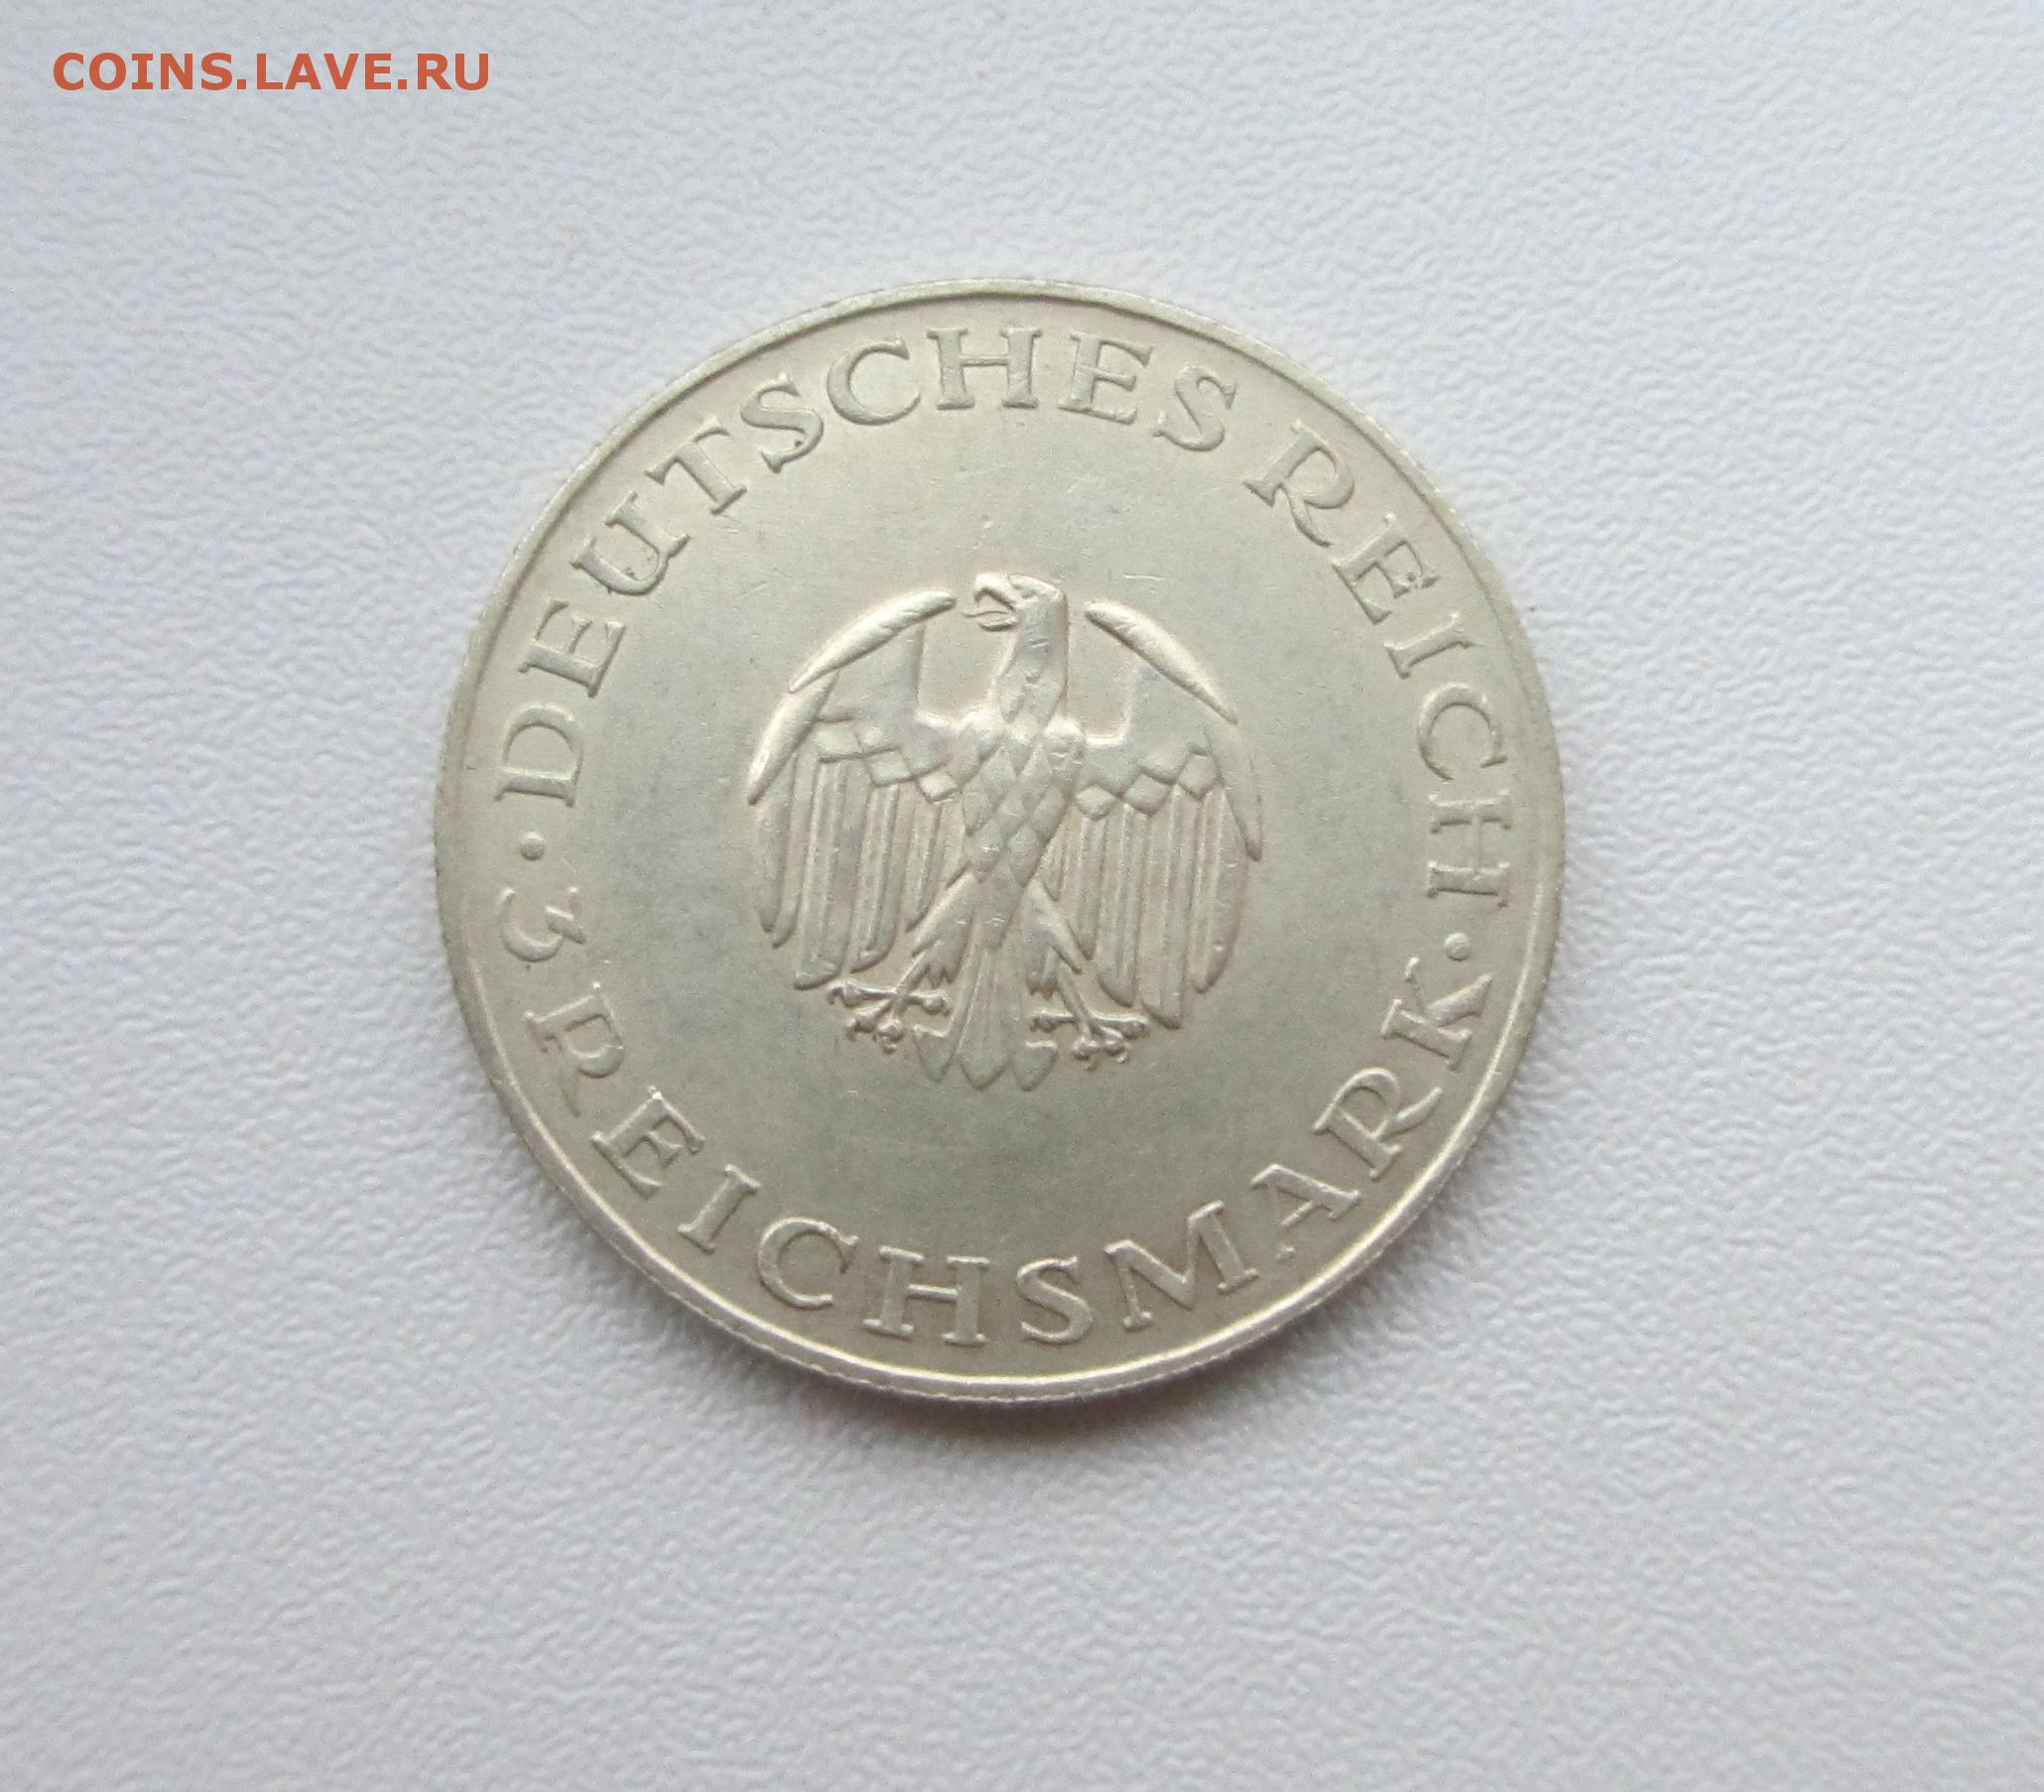 COINS.LAVE.RU
· DEUTSCHES REICH ·
3 REICHSMARK